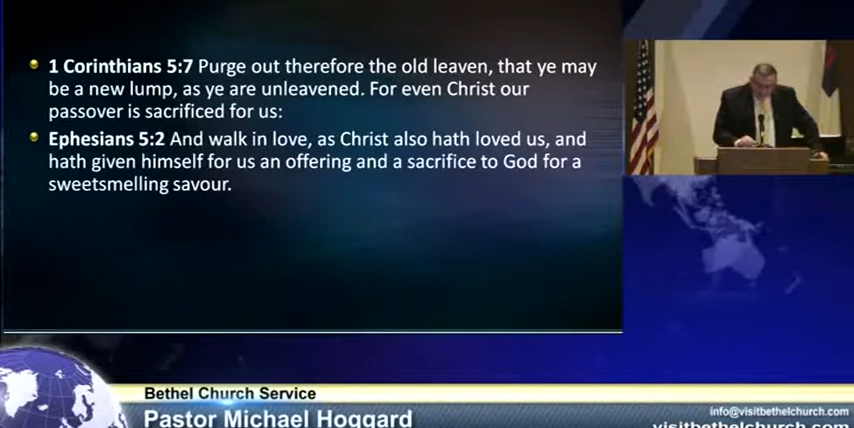 1 Corinthians 5:7 Purge out therefore the old leaven, that ye may
be a new lump, as ye are unleavened. For even Christ our
passover is sacrificed for us:
Ephesians 5:2 And walk in love, as Christ also hath loved us, and
hath given himself for us an offering and a sacrifice to God for a
sweetsmelling savour.
Bethel Church Service
Pastor Michael Hoggard
info@visitbethelchurch.com
visitbethelchurch.com